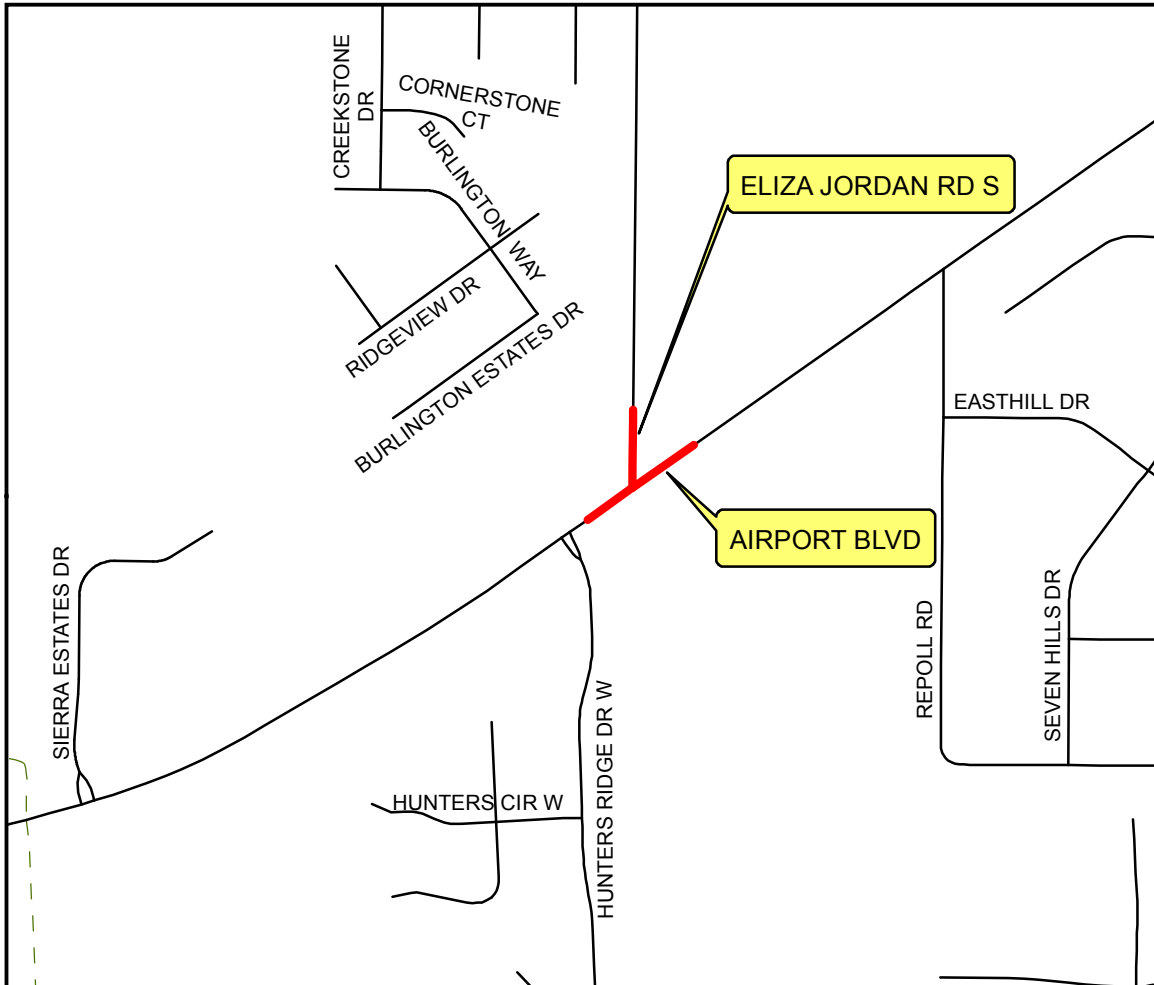 CREEKSTONE
DR
CORNERSTONE
CT
BURLINGTON WAY
ELIZA JORDAN RD S
RIDGEVIEW DR
BURLINGTON ESTATES DR
EASTHILL DR
AIRPORT BLVD
SIERRA ESTATES DR
REPOLL RD
SEVEN HILLS DR
HUNTERS CIR W
HUNTERS RIDGE DR W